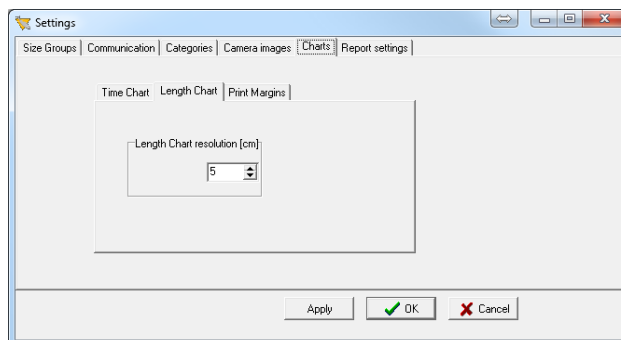 Settings
Size Groups Communication Categories Camera images Charts Report settings
Time Chart Length Chart Print Margins
Length Chart resolution [cm]
5
Apply OK Cancel